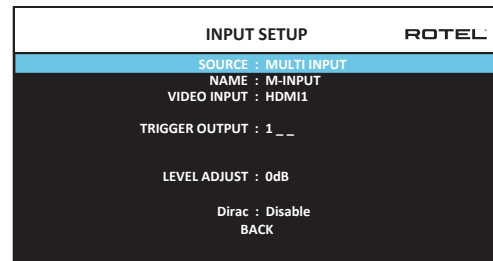 INPUT SETUP ROTEL
SOURCE : MULTI INPUT
NAME : M-INPUT
VIDEO INPUT : HDMI1
TRIGGER OUTPUT : 1 _ _
LEVEL ADJUST : 0dB
Dirac : Disable
BACK